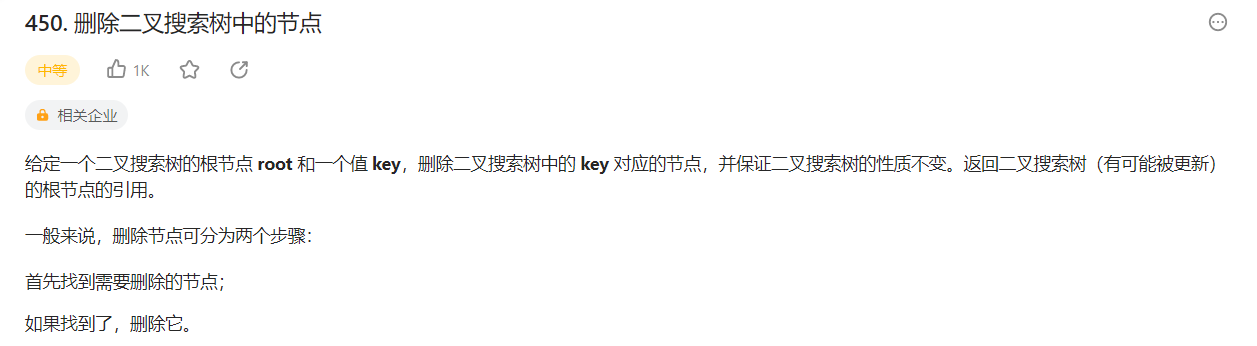 450. 删除二叉搜索树中的节点
中等 1K
相关企业
给定一个二叉搜索树的根节点 root 和一个值 key，删除二叉搜索树中的 key 对应的节点，并保证二叉搜索树的性质不变。返回二叉搜索树（有可能被更新）
的根节点的引用。
一般来说，删除节点可分为两个步骤：
首先找到需要删除的节点；
如果找到了，删除它。